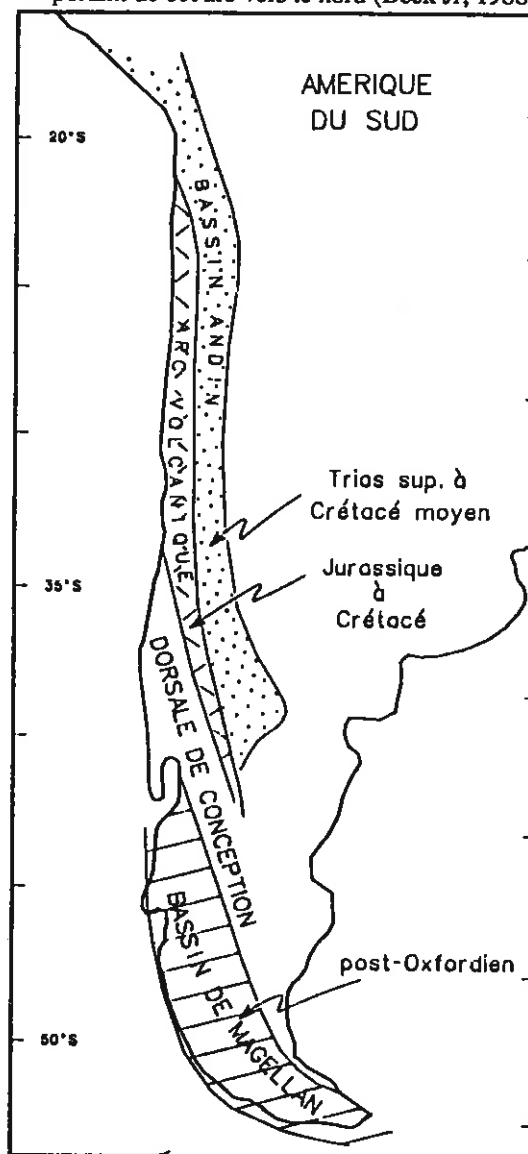 AMÉRIQUE
DU SUD
20°S
BASSIN ANDIN
ARC VOLCANIQUE
Trias sup. à
Crétacé moyen
35°S
Jurassique
à
Crétacé
DORSALE DE CONCEPTION
BASSIN DE MAGELLAN
post-Oxfordien
50°S